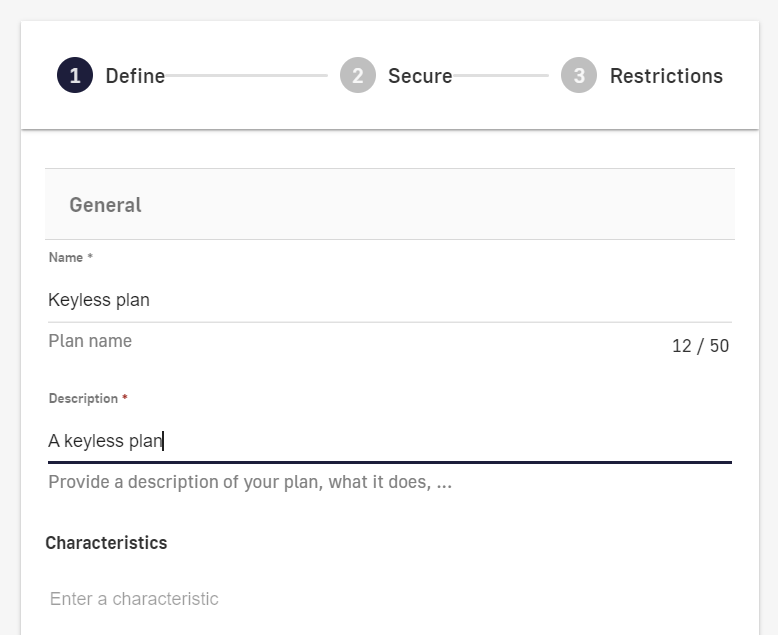 1 Define 2 Secure 3 Restrictions
General
Name *
Keyless plan
Plan name 12 / 50
Description *
A keyless plan
Provide a description of your plan, what it does, ...
Characteristics
Enter a characteristic